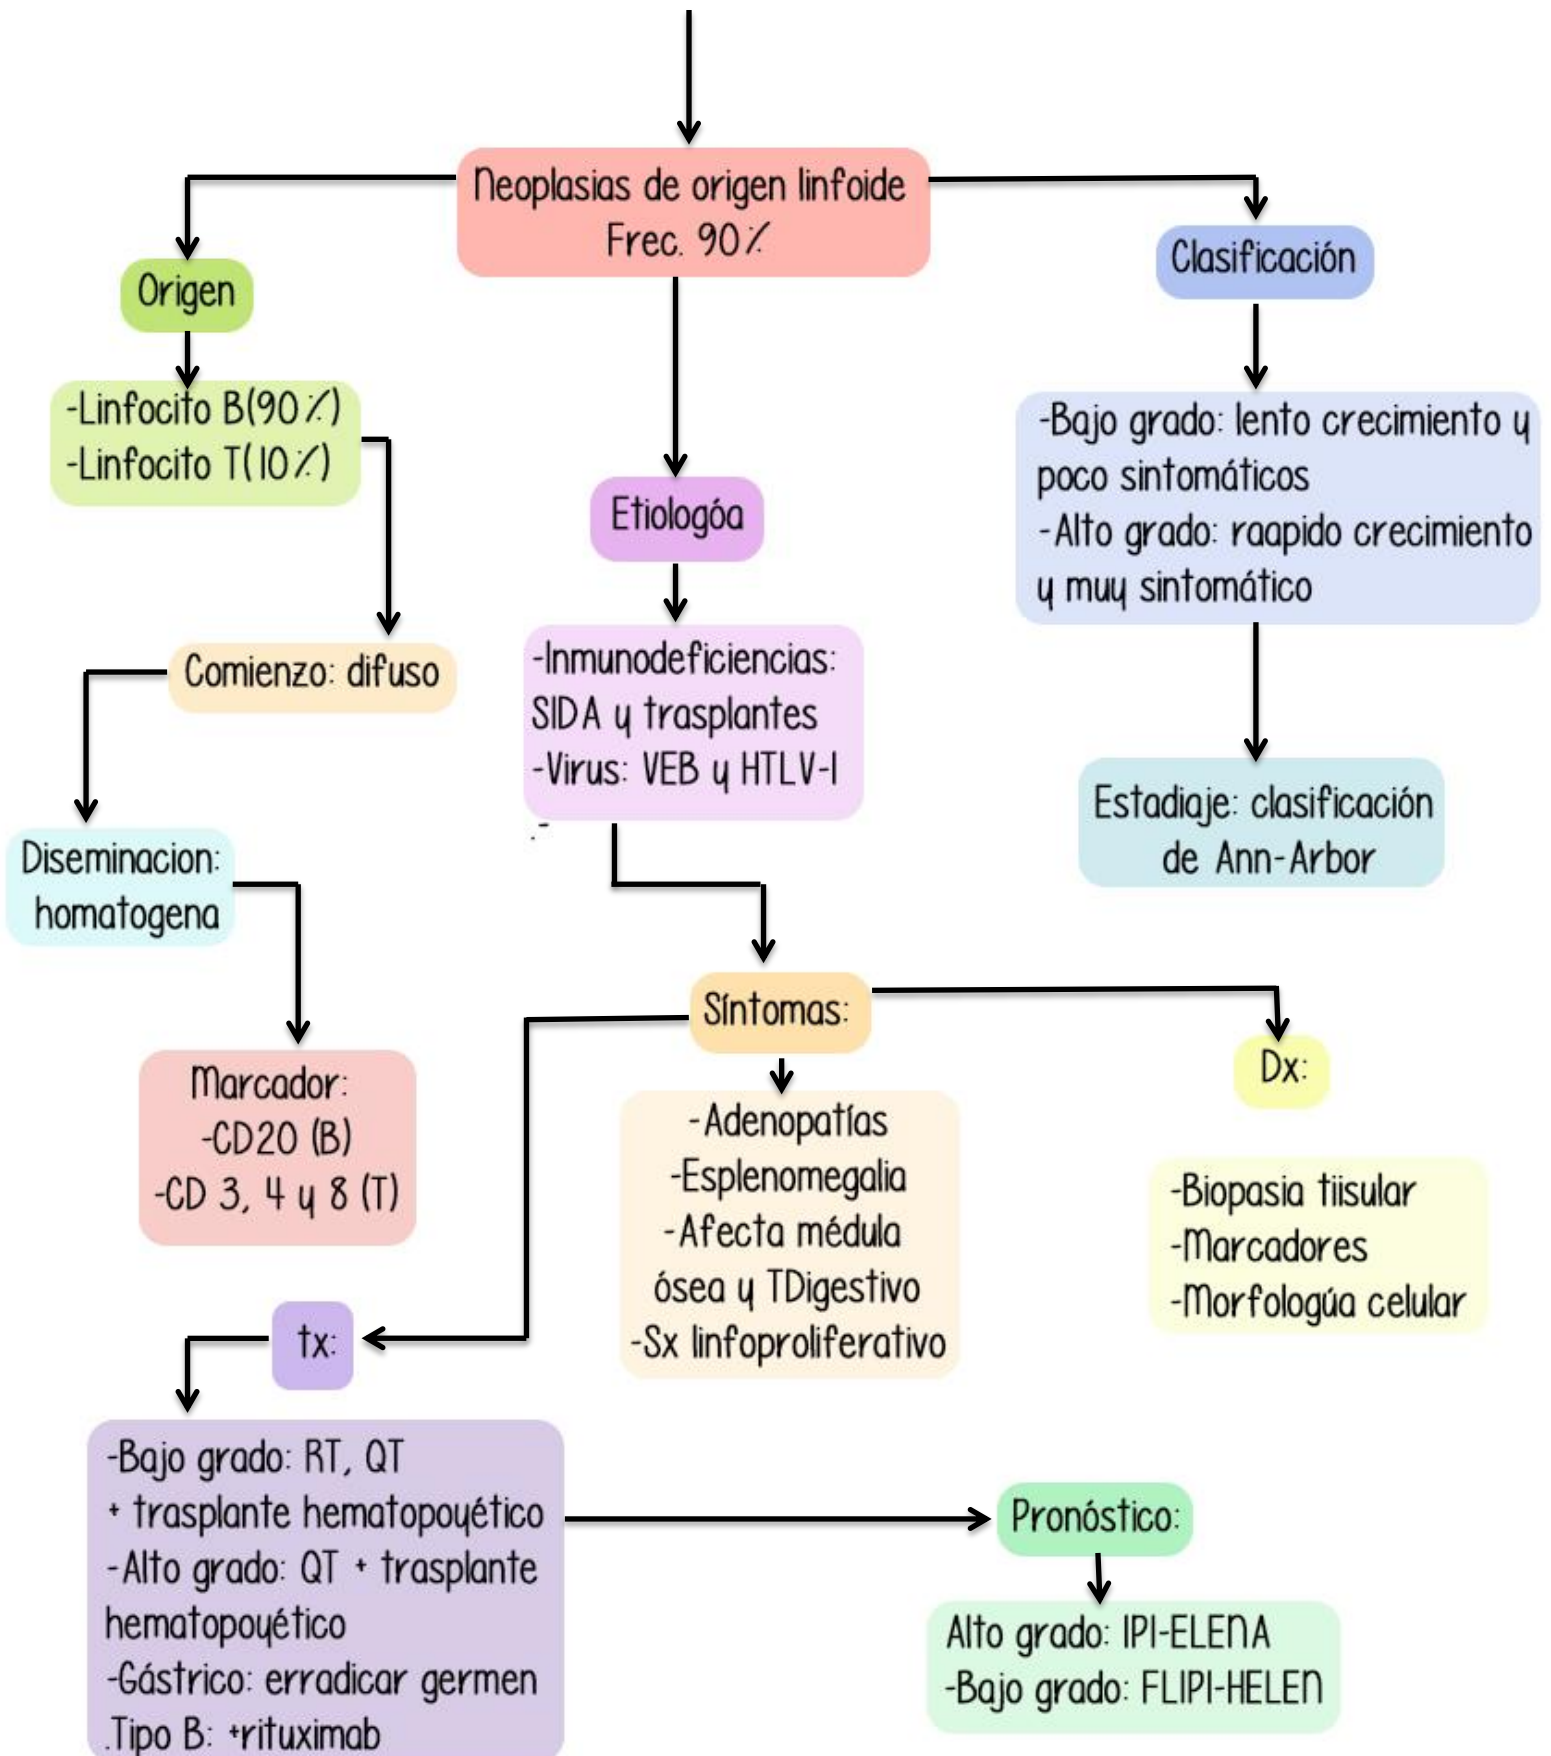 Neoplasias de origen linfoide
Frec. 90%
Origen
-Linfocito B(90%)
-Linfocito T(10%)
Comienzo: difuso
Diseminacion:
homatogena
Marcador:
-CD20 (B)
-CD 3, 4 y 8 (T)
Etiologóa
-Inmunodeficiencias:
SIDA y trasplantes
-Virus: VEB y HTLV-I
.-
Clasificación
-Bajo grado: lento crecimiento y
poco sintomáticos
-Alto grado: raapido crecimiento
y muy sintomático
Estadiaje: clasificación
de Ann-Arbor
Síntomas:
-Adenopatías
-Esplenomegalia
-Afecta médula
ósea y TDigestivo
-Sx linfoproliferativo
Dx:
-Biopasia tiisular
-Marcadores
-Morfologúa celular
tx:
-Bajo grado: RT, QT
+ trasplante hematopoyético
-Alto grado: QT + trasplante
hematopoyético
-Gástrico: erradicar germen
.Tipo B: +rituximab
Pronóstico:
Alto grado: IPI-ELENA
-Bajo grado: FLIPI-HELEN